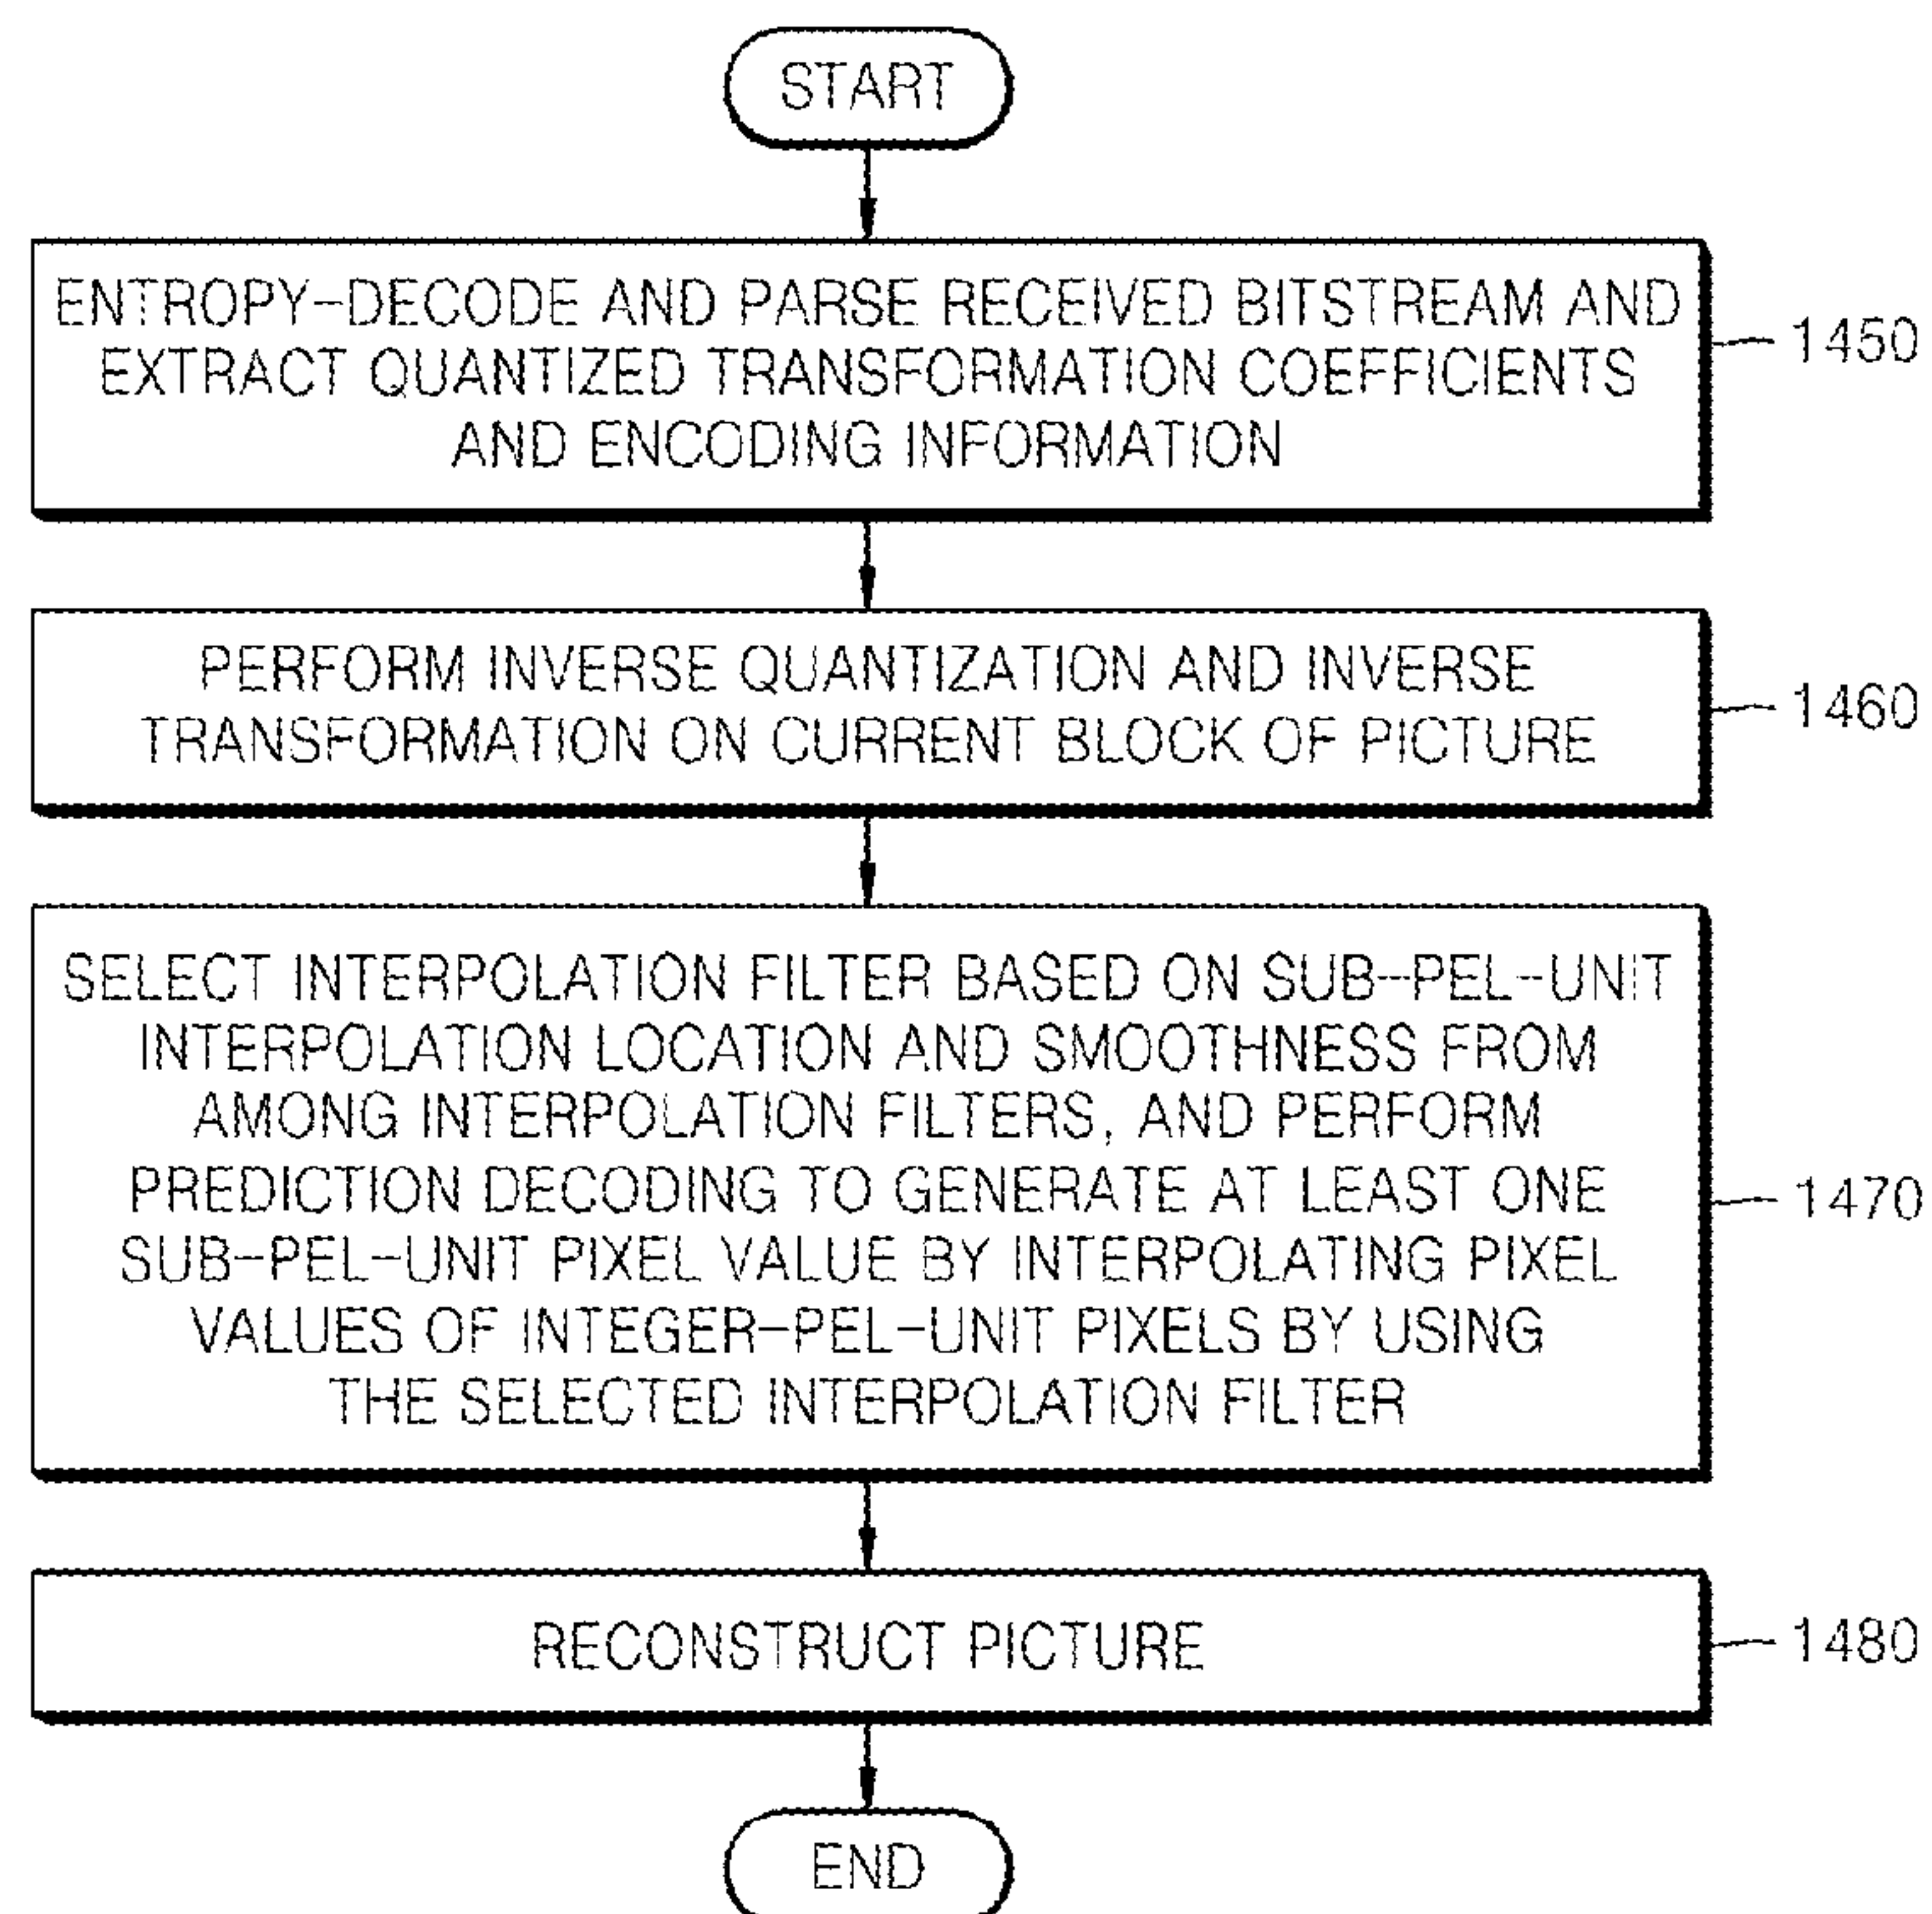 START
ENTROPY-DECODE AND PARSE RECEIVED BITSTREAM AND
EXTRACT QUANTIZED TRANSFORMATION COEFFICIENTS
AND ENCODING INFORMATION
1450
PERFORM INVERSE QUANTIZATION AND INVERSE
TRANSFORMATION ON CURRENT BLOCK OF PICTURE
1460
SELECT INTERPOLATION FILTER BASED ON SUB-PEL-UNIT
INTERPOLATION LOCATION AND SMOOTHNESS FROM
AMONG INTERPOLATION FILTERS, AND PERFORM
PREDICTION DECODING TO GENERATE AT LEAST ONE
SUB-PEL-UNIT PIXEL VALUE BY INTERPOLATING PIXEL
VALUES OF INTEGER-PEL-UNIT PIXELS BY USING
THE SELECTED INTERPOLATION FILTER
1470
RECONSTRUCT PICTURE
1480
END